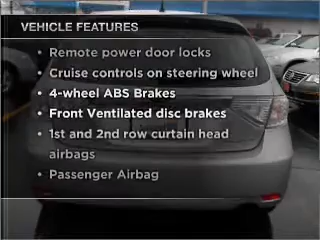 VEHICLE FEATURES
• Remote power door locks
• Cruise controls on steering wheel
• 4-wheel ABS Brakes
• Front Ventilated disc brakes
• 1st and 2nd row curtain head
airbags
• Passenger Airbag